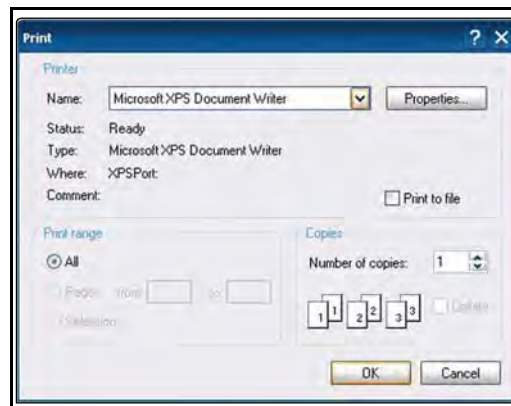 Print
Printer
Name: Microsoft XPS Document Writer Properties...
Status: Ready
Type: Microsoft XPS Document Writer
Where: XPSPort:
Comment:
Print to file
Print range
All
Pages from: to:
Selection
Copies
Number of copies: 1
1 1 2 2 3 3
Collate
OK Cancel